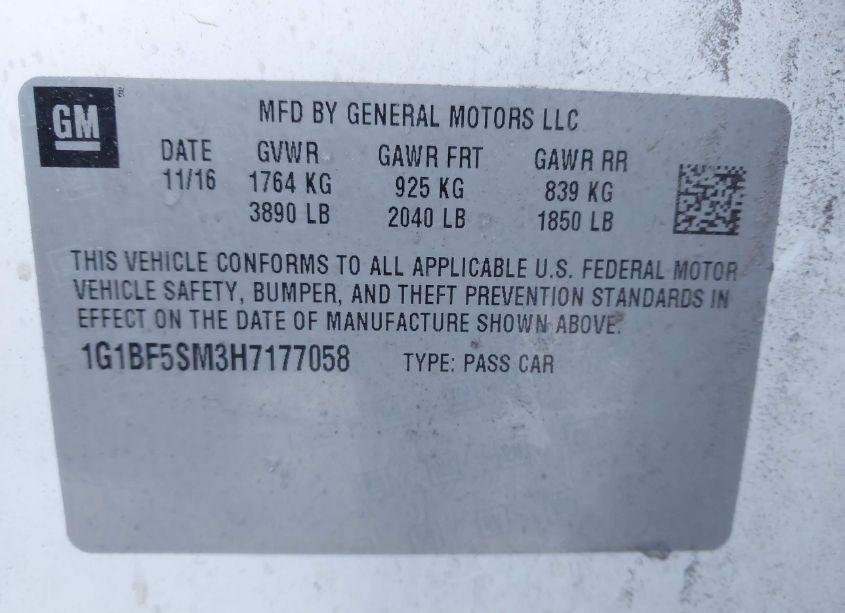 GM
MFD BY GENERAL MOTORS LLC
DATE GVWR GAWR FRT GAWR RR
11/16 1764 KG 925 KG 839 KG
3890 LB 2040 LB 1850 LB
THIS VEHICLE CONFORMS TO ALL APPLICABLE U.S. FEDERAL MOTOR
VEHICLE SAFETY, BUMPER, AND THEFT PREVENTION STANDARDS IN
EFFECT ON THE DATE OF MANUFACTURE SHOWN ABOVE.
1G1BF5SM3H7177058 TYPE: PASS CAR